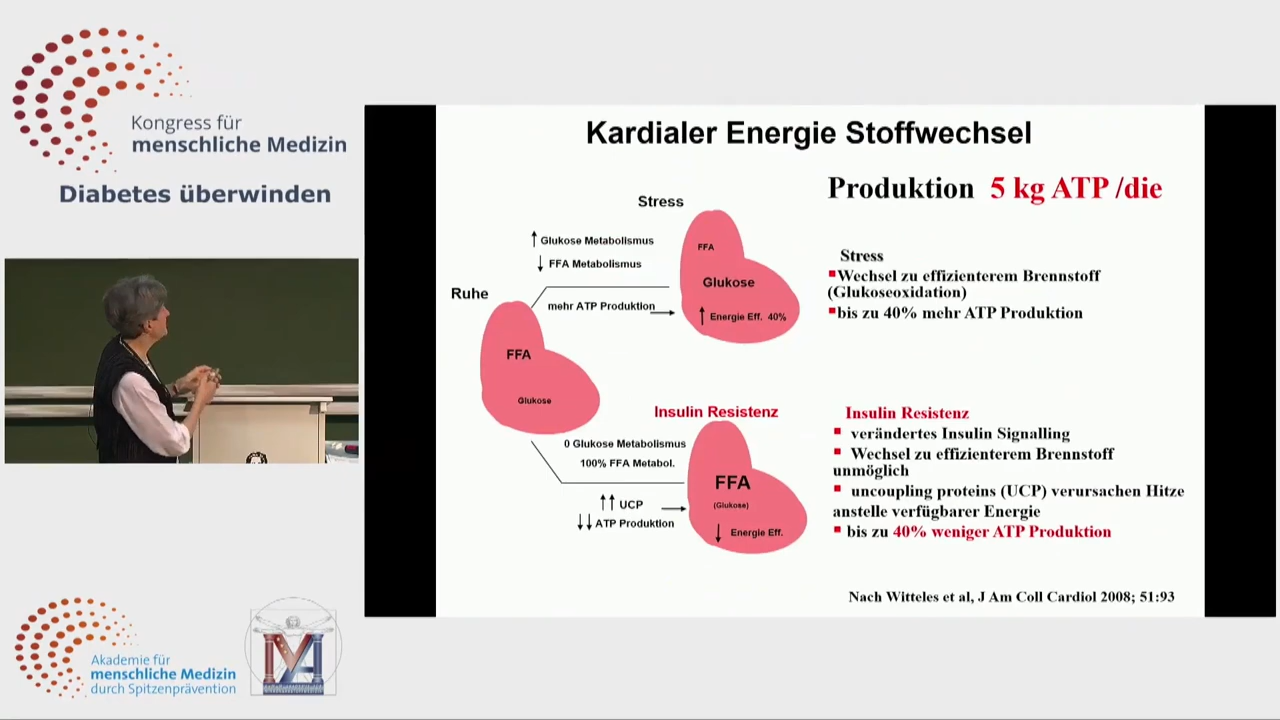 Kongress für
menschliche Medizin
Diabetes überwinden
Kardialer Energie Stoffwechsel
Produktion 5 kg ATP /die
Stress
↑ Glukose Metabolismus
↓ FFA Metabolismus
mehr ATP Produktion
FFA
Glukose
↑ Energie Eff. 40%
Ruhe
FFA
Glukose
Stress
Wechsel zu effizienterem Brennstoff
(Glukoseoxidation)
bis zu 40% mehr ATP Produktion
Insulin Resistenz
0 Glukose Metabolismus
100% FFA Metabol.
↑↑ UCP
↓↓ ATP Produktion
FFA
(Glukose)
↓ Energie Eff.
Insulin Resistenz
verändertes Insulin Signalling
Wechsel zu effizienterem Brennstoff
unmöglich
uncoupling proteins (UCP) verursachen Hitze
anstelle verfügbarer Energie
bis zu 40% weniger ATP Produktion
Nach Witteles et al, J Am Coll Cardiol 2008; 51:93
Akademie für
menschliche Medizin
durch Spitzenprävention